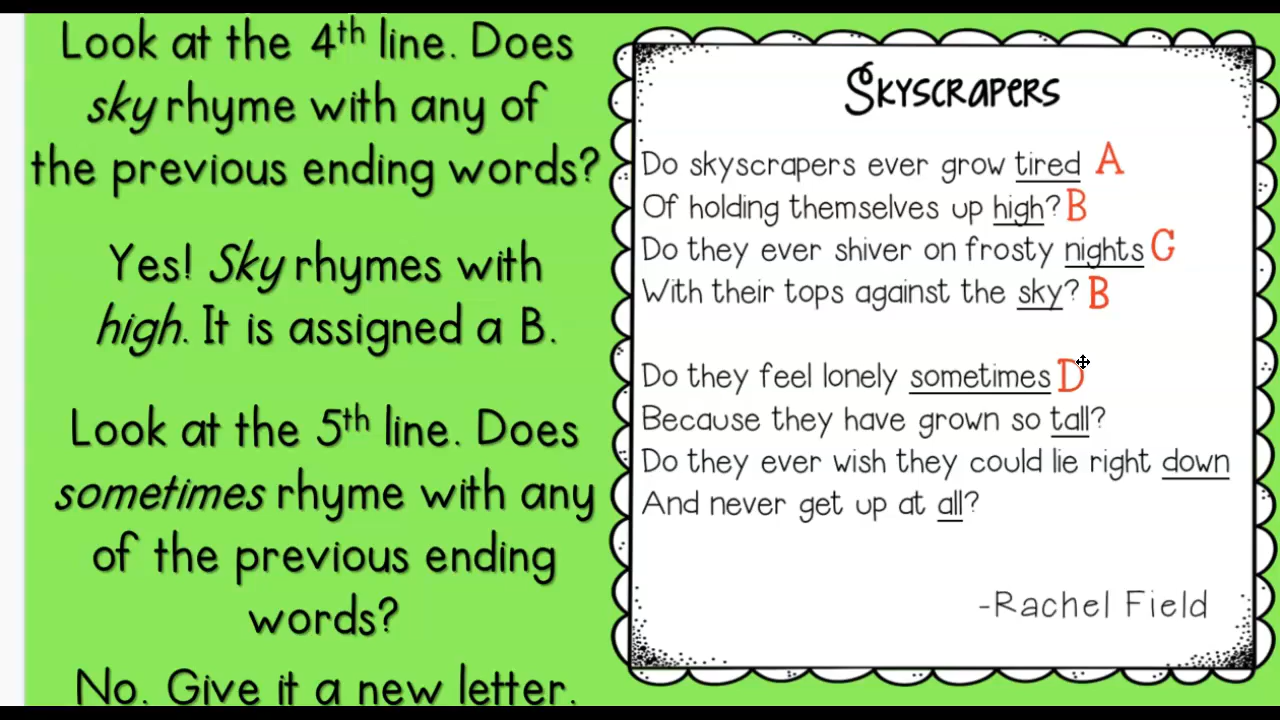 Look at the 4th line. Does
sky rhyme with any of
the previous ending words?
Yes! Sky rhymes with
high. It is assigned a B.
Look at the 5th line. Does
sometimes rhyme with any
of the previous ending
words?
No. Give it a new letter.
Skyscrapers
Do skyscrapers ever grow tired A
Of holding themselves up high? B
Do they ever shiver on frosty nights C
With their tops against the sky? B
Do they feel lonely sometimes D
Because they have grown so tall?
Do they ever wish they could lie right down
And never get up at all?
-Rachel Field